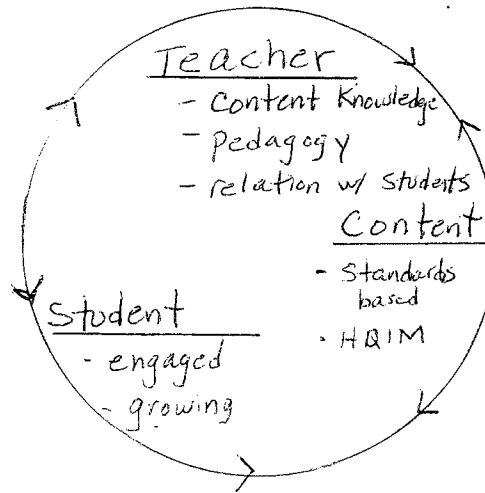 Teacher
- Content Knowledge
- pedagogy
- relation w/ students
Content
- Standards
based
- HQIM
Student
- engaged
- growing